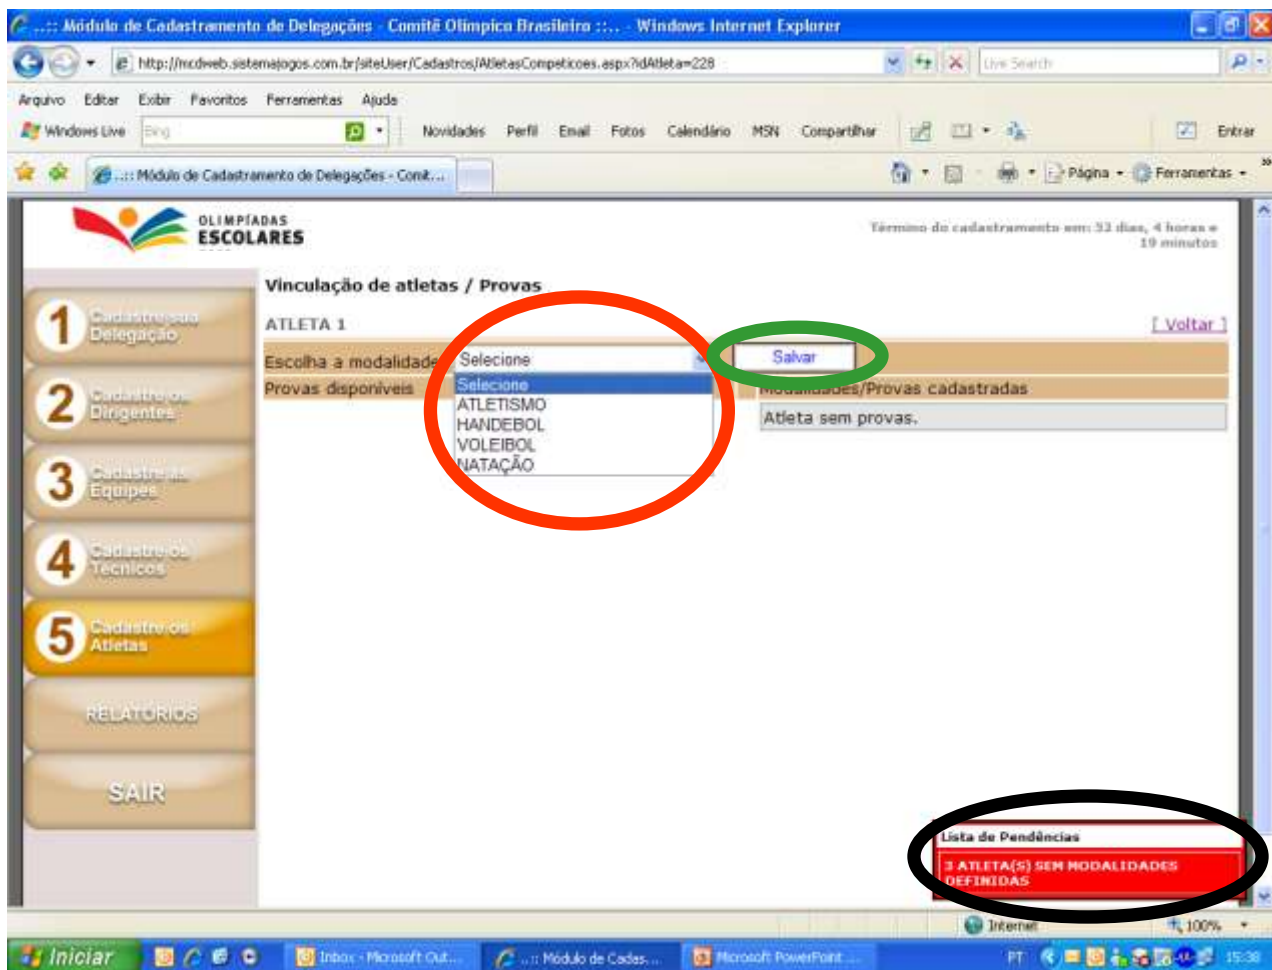 ..:: Módulo de Cadastramento de Delegações - Comitê Olímpico Brasileiro ::.. - Windows Internet Explorer
http://mcdweb.sistemajogos.com.br/siteUser/Cadastros/AtletasCompeticoes.aspx?idAtleta=228
Live Search
Arquivo Editar Exibir Favoritos Ferramentas Ajuda
Windows Live Bing Novidades Perfil Email Fotos Calendário MSN Compartilhar Entrar
..:: Módulo de Cadastramento de Delegações - Comit... Página Ferramentas
OLIMPÍADAS
ESCOLARES
Término do cadastramento em: 52 dias, 4 horas e
19 minutos
Vinculação de atletas / Provas
ATLETA 1 [ Voltar ]
Escolha a modalidade Selecione Salvar
Provas disponíveis Modalidades/Provas cadastradas
Selecione
ATLETISMO
HANDEBOL
VOLEIBOL
NATAÇÃO
Atleta sem provas.
1 Cadastre sua
Delegação
2 Cadastre os
Dirigentes
3 Cadastre as
Equipes
4 Cadastre os
Técnicos
5 Cadastre os
Atletas
RELATÓRIOS
SAIR
Lista de Pendências
3 ATLETA(S) SEM MODALIDADES
DEFINIDAS
Internet 100%
Iniciar Inbox - Microsoft Out... ..:: Módulo de Cadas... Microsoft PowerPoint ... PT 15:38